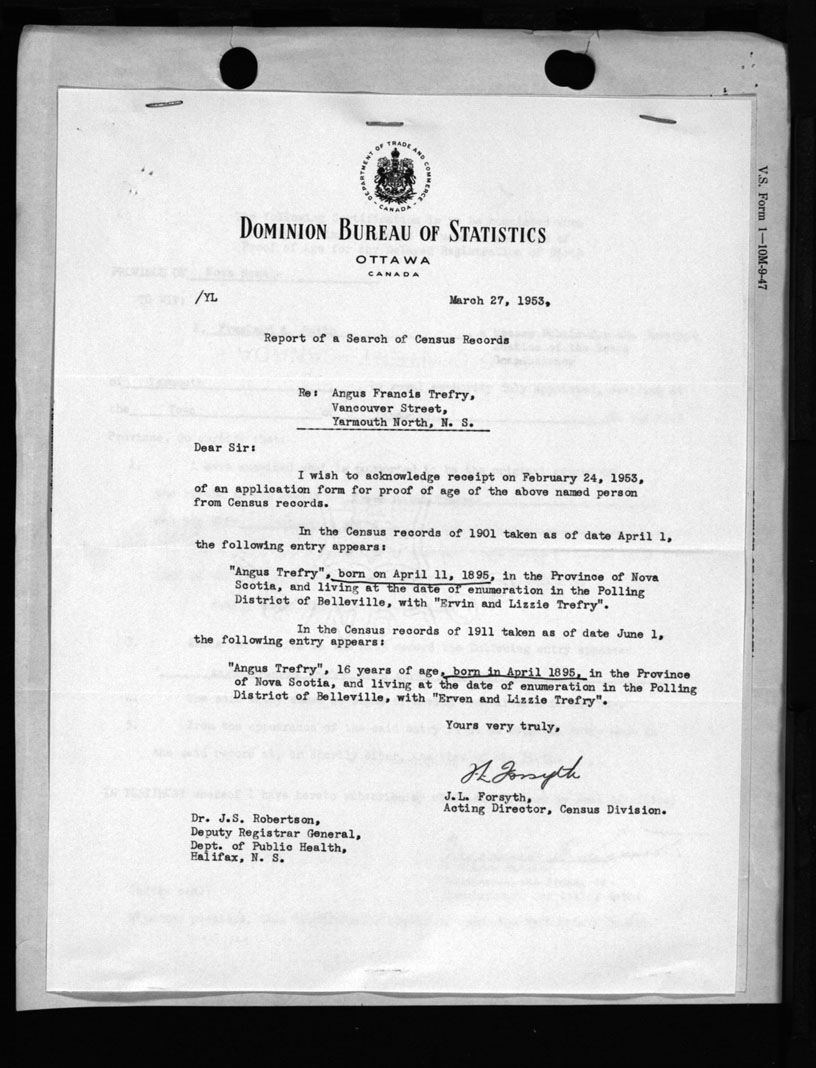 DEPARTMENT OF TRADE AND COMMERCE
- CANADA -
DOMINION BUREAU OF STATISTICS
OTTAWA
CANADA
/YL March 27, 1953.
Report of a Search of Census Records
Re: Angus Francis Trefry,
Vancouver Street,
Yarmouth North, N. S.
Dear Sir:
I wish to acknowledge receipt on February 24, 1953,
of an application form for proof of age of the above named person
from Census records.
In the Census records of 1901 taken as of date April 1,
the following entry appears:
"Angus Trefry", born on April 11, 1895, in the Province of Nova
Scotia, and living at the date of enumeration in the Polling
District of Belleville, with "Ervin and Lizzie Trefry".
In the Census records of 1911 taken as of date June 1,
the following entry appears:
"Angus Trefry", 16 years of age, born in April 1895, in the Province
of Nova Scotia, and living at the date of enumeration in the Polling
District of Belleville, with "Erven and Lizzie Trefry".
Yours very truly,
J L Forsyth
J.L. Forsyth,
Acting Director, Census Division.
Dr. J.S. Robertson,
Deputy Registrar General,
Dept. of Public Health,
Halifax, N. S.
V.S. Form 1—10M-9-47